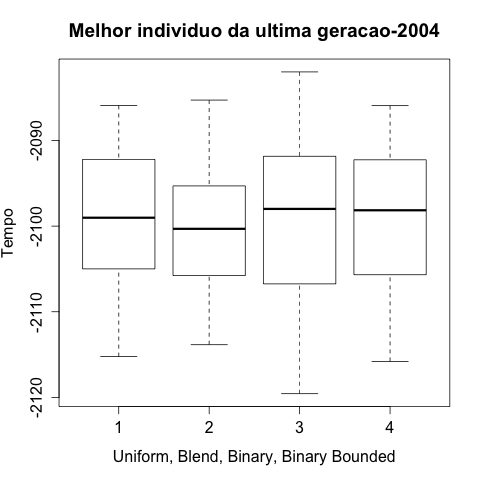 Melhor individuo da ultima geracao-2004
Tempo
-2090
-2100
-2110
-2120
1 2 3 4
Uniform, Blend, Binary, Binary Bounded